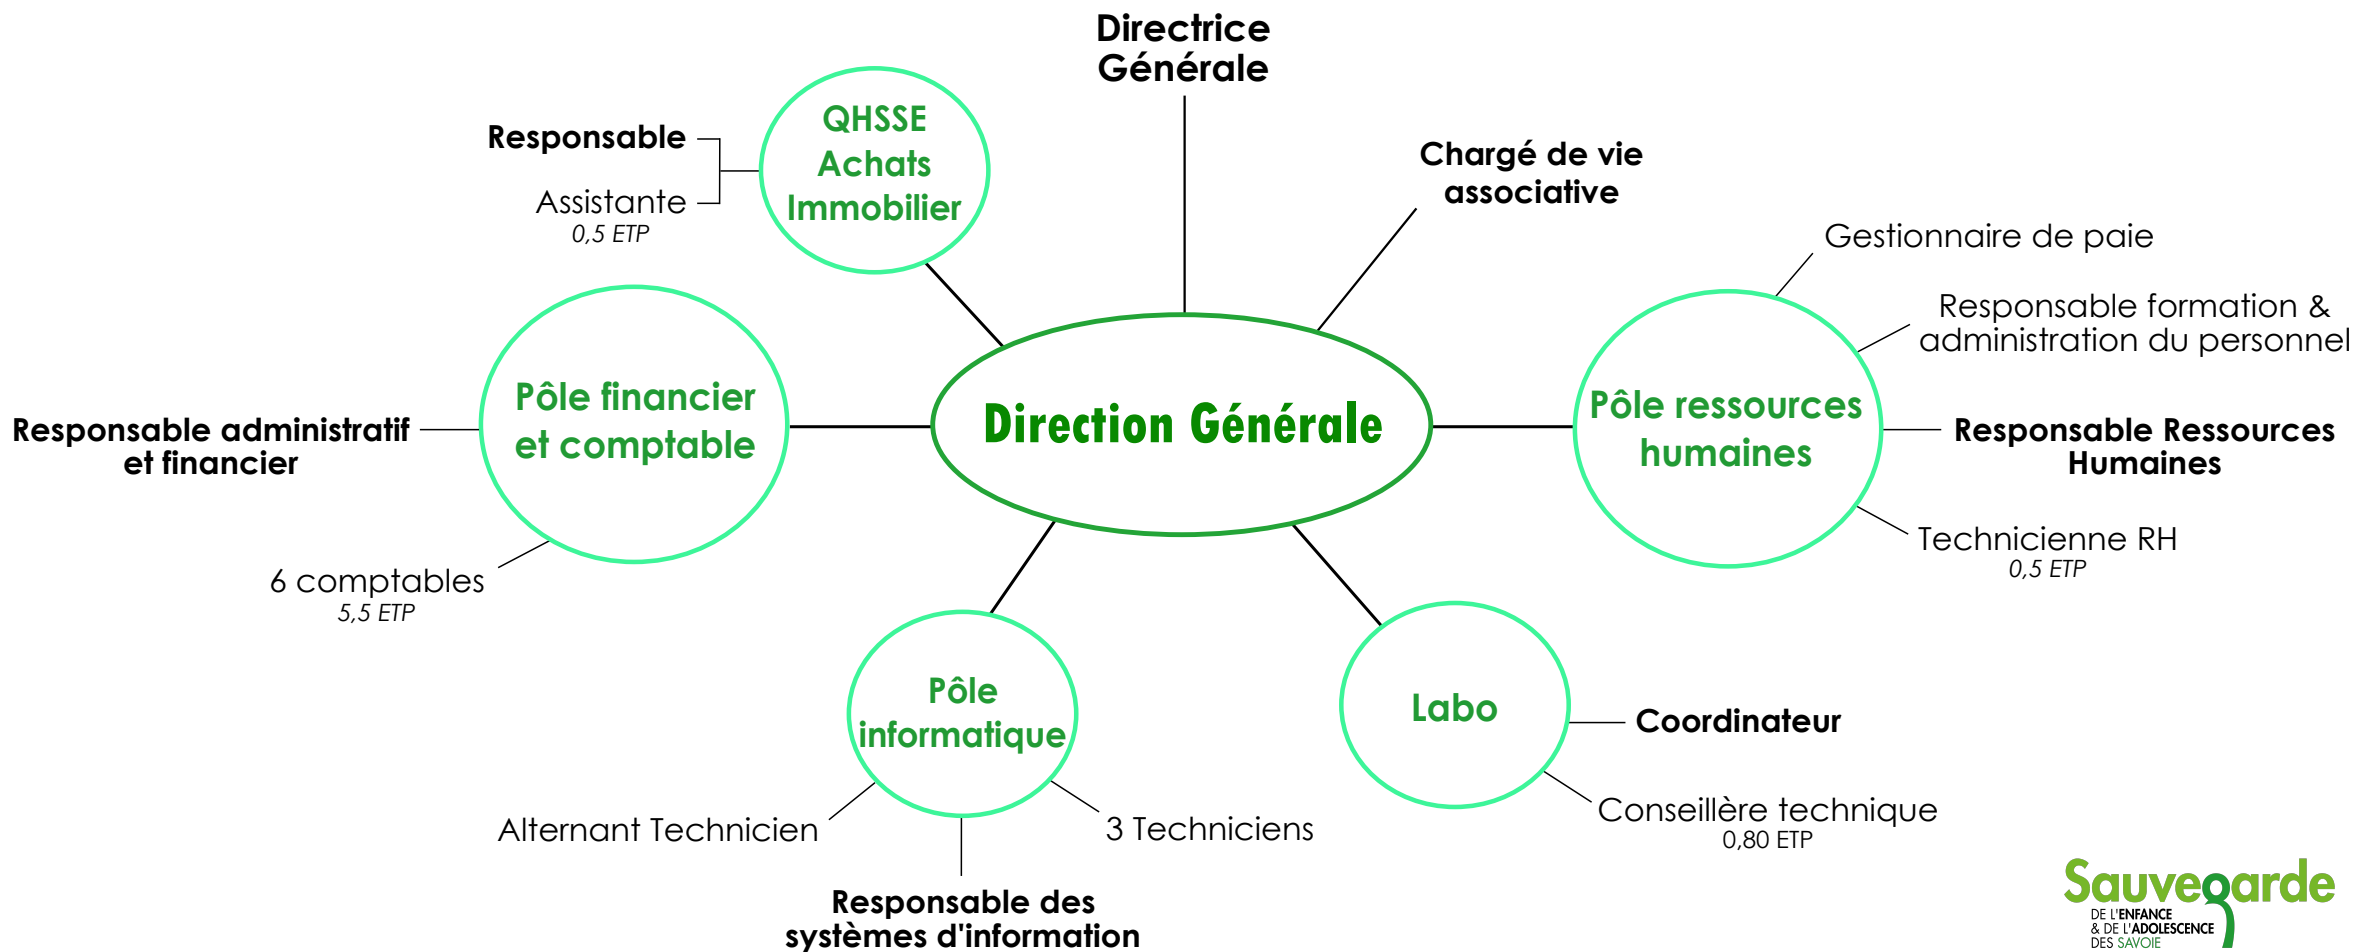 Directrice
Générale
QHSSE
Achats
Immobilier
Responsable
Assistante
0,5 ETP
Chargé de vie
associative
Gestionnaire de paie
Responsable formation &
administration du personnel
Pôle ressources
humaines
Responsable Ressources
Humaines
Technicienne RH
0,5 ETP
Direction Générale
Pôle financier
et comptable
Responsable administratif
et financier
6 comptables
5,5 ETP
Pôle
informatique
Alternant Technicien
3 Techniciens
Responsable des
systèmes d'information
Labo
Coordinateur
Conseillère technique
0,80 ETP
Sauvegarde
DE L'ENFANCE
& DE L'ADOLESCENCE
DES SAVOIE